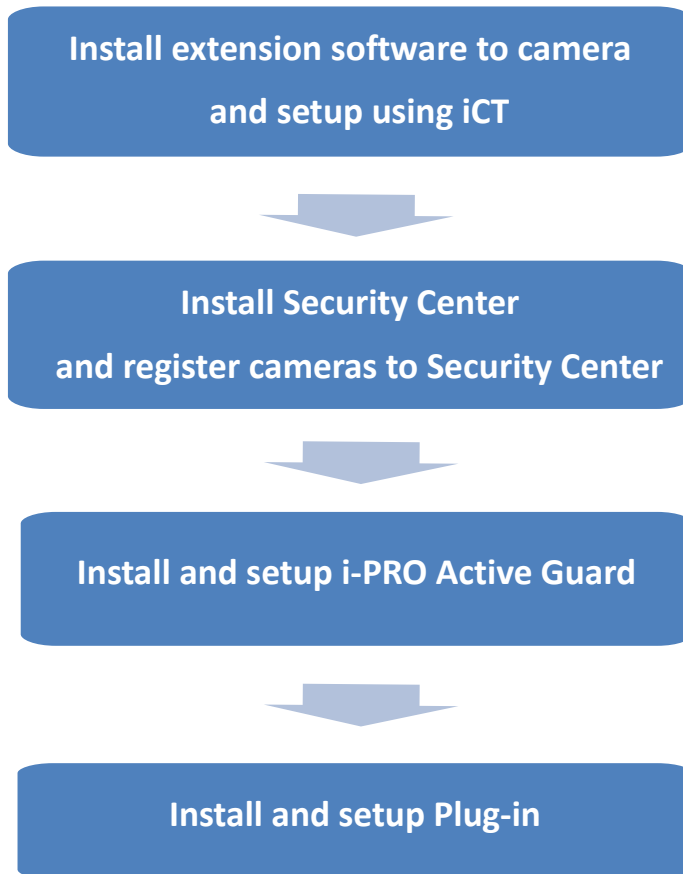 Install extension software to camera
and setup using iCT
Install Security Center
and register cameras to Security Center
Install and setup i-PRO Active Guard
Install and setup Plug-in